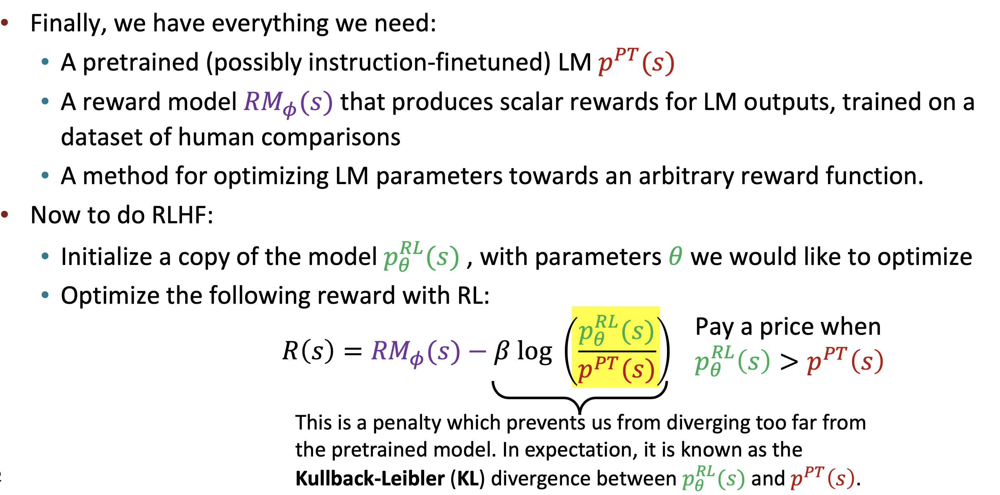 • Finally, we have everything we need:
• A pretrained (possibly instruction-finetuned) LM $p^{PT}(s)$
• A reward model $RM_{\phi}(s)$ that produces scalar rewards for LM outputs, trained on a
dataset of human comparisons
• A method for optimizing LM parameters towards an arbitrary reward function.
• Now to do RLHF:
• Initialize a copy of the model $p_{\theta}^{RL}(s)$ , with parameters $\theta$ we would like to optimize
• Optimize the following reward with RL:
$R(s) = RM_{\phi}(s) - \beta \log \left( \frac{p_{\theta}^{RL}(s)}{p^{PT}(s)} \right)$
Pay a price when
$p_{\theta}^{RL}(s) > p^{PT}(s)$
This is a penalty which prevents us from diverging too far from
the pretrained model. In expectation, it is known as the
Kullback-Leibler (KL) divergence between $p_{\theta}^{RL}(s)$ and $p^{PT}(s)$.